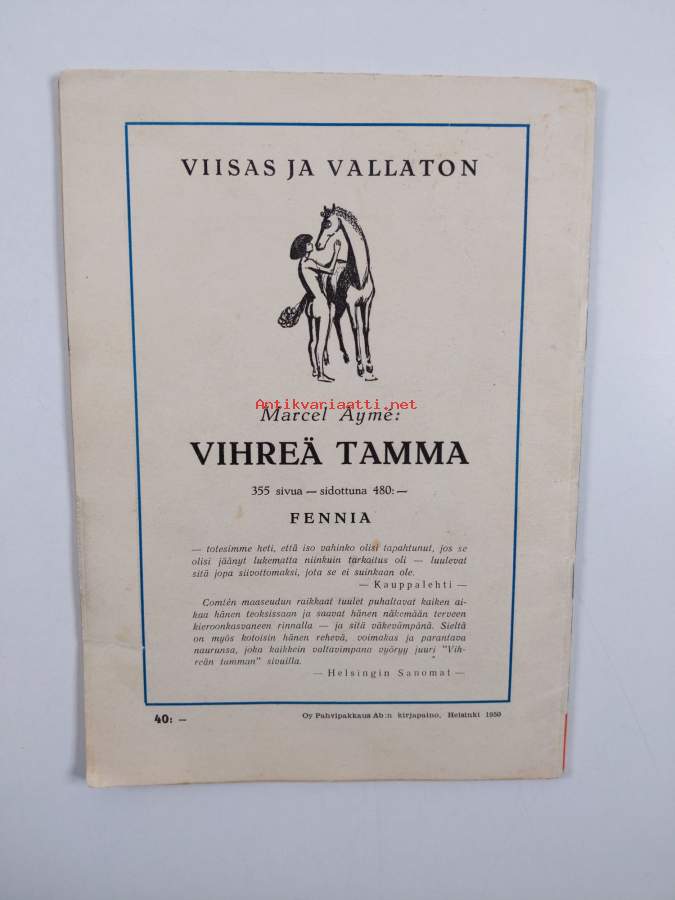 VIISAS JA VALLATON
Marcel Aymé:
Antikvariaatti.net
VIHREÄ TAMMA
355 sivua — sidottuna 480: —
FENNIA
— totesimme heti, että iso vahinko olisi tapahtunut, jos se
olisi jäänyt lukematta niinkuin tarkoitus oli — luulevat
sitä jopa siivottomaksi, jota se ei suinkaan ole.
— Kauppalehti —
Comtén maaseudun raikkaat tuulet puhaltavat kaiken ai-
kaa hänen teoksissaan ja saavat hänen näkemään terveen
kieroonkasvaneen rinnalla — ja sitä väkevämpänä. Sieltä
on myös kotoisin hänen rehevä, voimakas ja parantava
naurunsa, joka kaikkein valtavimpana vyöryy juuri "Vih-
reän tamman" sivuilla.
— Helsingin Sanomat —
40: —
Oy Pahvipakkaus Ab:n kirjapaino, Helsinki 1950